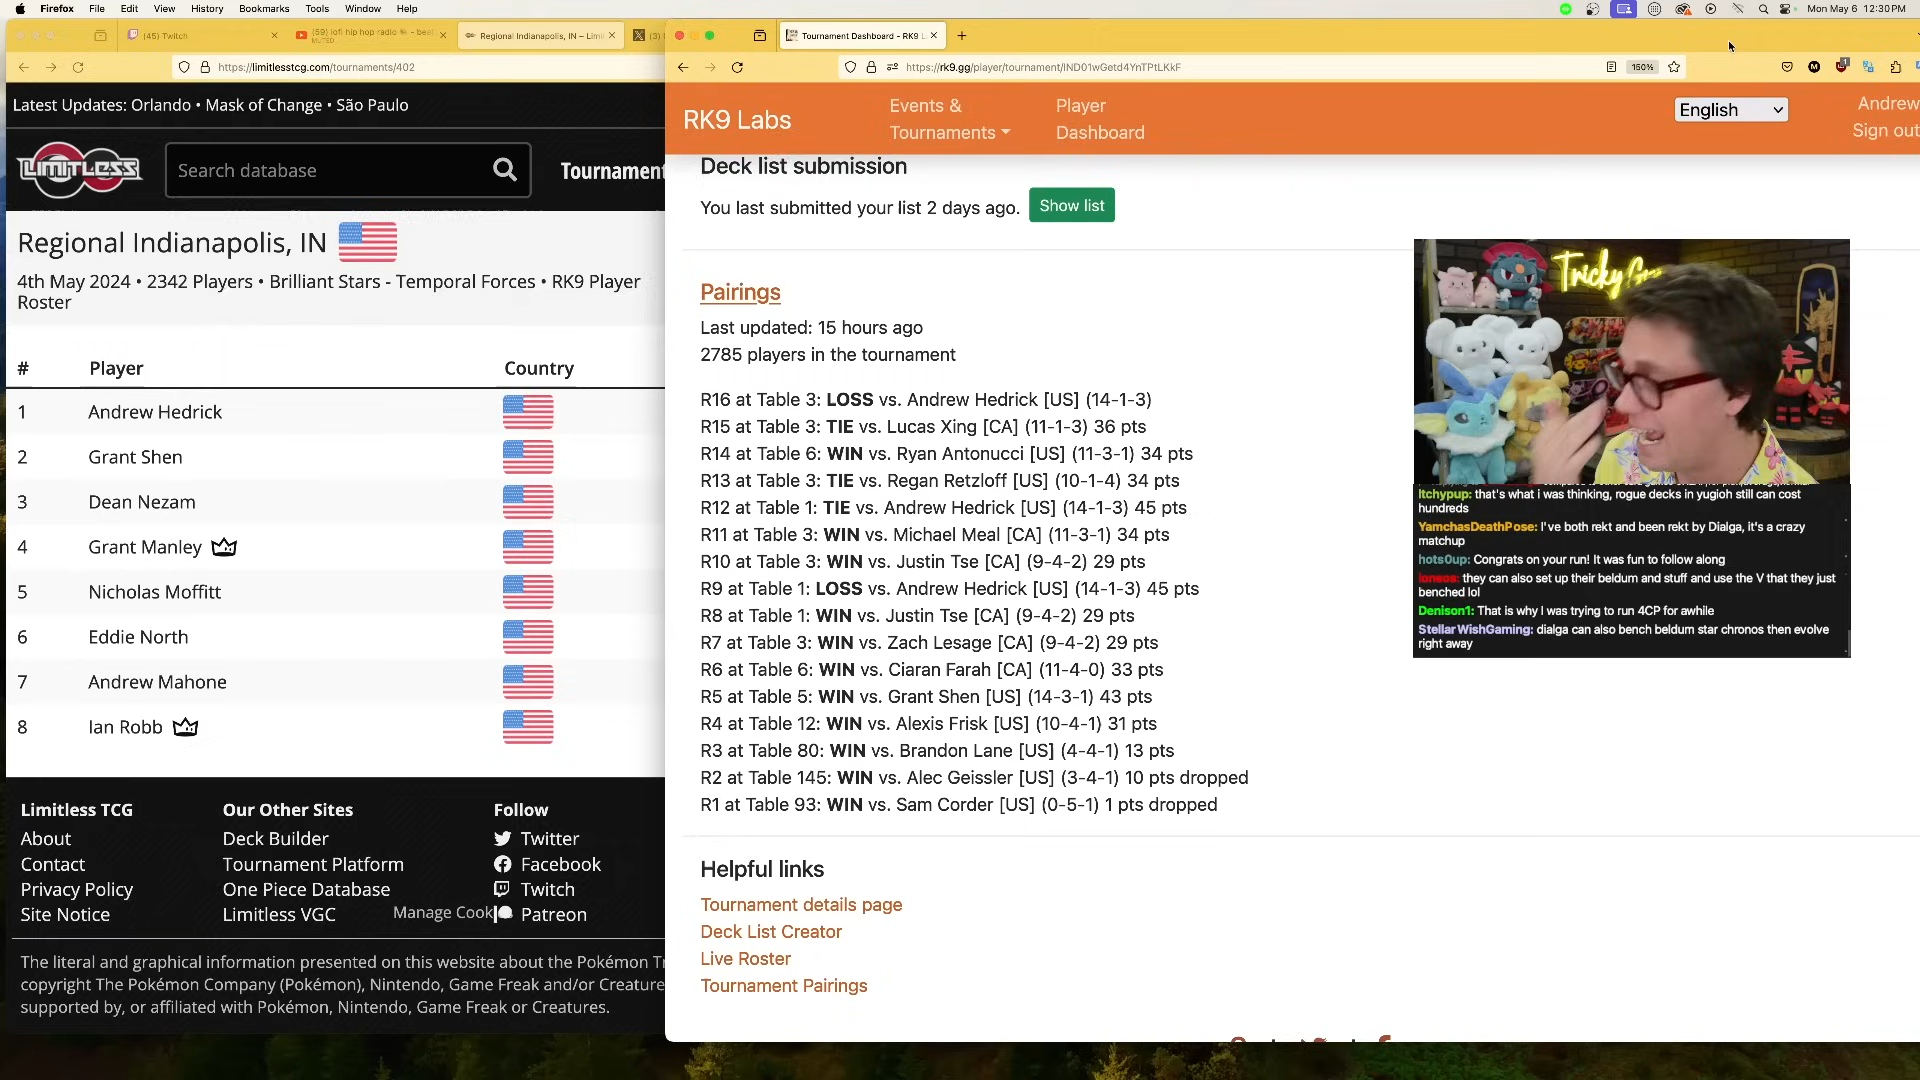 Firefox File Edit View History Bookmarks Tools Window Help
Mon May 6 12:30 PM
(45) Twitch
(59) lofi hip hop radio
MUTED
Regional Indianapolis, IN – Limi
Tournament Dashboard - RK9 L
https://limitlesstcg.com/tournaments/402
150%
Latest Updates: Orlando • Mask of Change • São Paulo
LIMITLESS
Search database
Tournament
Regional Indianapolis, IN
4th May 2024 • 2342 Players • Brilliant Stars - Temporal Forces • RK9 Player
Roster
# Player Country
1 Andrew Hedrick
2 Grant Shen
3 Dean Nezam
4 Grant Manley
5 Nicholas Moffitt
6 Eddie North
7 Andrew Mahone
8 Ian Robb
Limitless TCG
About
Contact
Privacy Policy
Site Notice
Our Other Sites
Deck Builder
Tournament Platform
One Piece Database
Limitless VGC
Manage Cook
Follow
Twitter
Facebook
Twitch
Patreon
The literal and graphical information presented on this website about the Pokémon Tr
copyright The Pokémon Company (Pokémon), Nintendo, Game Freak and/or Creature
supported by, or affiliated with Pokémon, Nintendo, Game Freak or Creatures.
RK9 Labs
Events &
Tournaments
Player
Dashboard
English
Andrew
Sign out
Deck list submission
You last submitted your list 2 days ago. Show list
Pairings
Last updated: 15 hours ago
2785 players in the tournament
R16 at Table 3: LOSS vs. Andrew Hedrick [US] (14-1-3)
R15 at Table 3: TIE vs. Lucas Xing [CA] (11-1-3) 36 pts
R14 at Table 6: WIN vs. Ryan Antonucci [US] (11-3-1) 34 pts
R13 at Table 3: TIE vs. Regan Retzloff [US] (10-1-4) 34 pts
R12 at Table 1: TIE vs. Andrew Hedrick [US] (14-1-3) 45 pts
R11 at Table 3: WIN vs. Michael Meal [CA] (11-3-1) 34 pts
R10 at Table 3: WIN vs. Justin Tse [CA] (9-4-2) 29 pts
R9 at Table 1: LOSS vs. Andrew Hedrick [US] (14-1-3) 45 pts
R8 at Table 1: WIN vs. Justin Tse [CA] (9-4-2) 29 pts
R7 at Table 3: WIN vs. Zach Lesage [CA] (9-4-2) 29 pts
R6 at Table 6: WIN vs. Ciaran Farah [CA] (11-4-0) 33 pts
R5 at Table 5: WIN vs. Grant Shen [US] (14-3-1) 43 pts
R4 at Table 12: WIN vs. Alexis Frisk [US] (10-4-1) 31 pts
R3 at Table 80: WIN vs. Brandon Lane [US] (4-4-1) 13 pts
R2 at Table 145: WIN vs. Alec Geissler [US] (3-4-1) 10 pts dropped
R1 at Table 93: WIN vs. Sam Corder [US] (0-5-1) 1 pts dropped
Helpful links
Tournament details page
Deck List Creator
Live Roster
Tournament Pairings
Tricky
Itchypup: that's what i was thinking, rogue decks in yugioh still can cost
hundreds
YamchasDeathPose: I've both rekt and been rekt by Dialga, it's a crazy
matchup
hots0up: Congrats on your run! It was fun to follow along
they can also set up their beldum and stuff and use the V that they just
benched lol
Denison1: That is why I was trying to run 4CP for awhile
StellarWishGaming: dialga can also bench beldum star chronos then evolve
right away